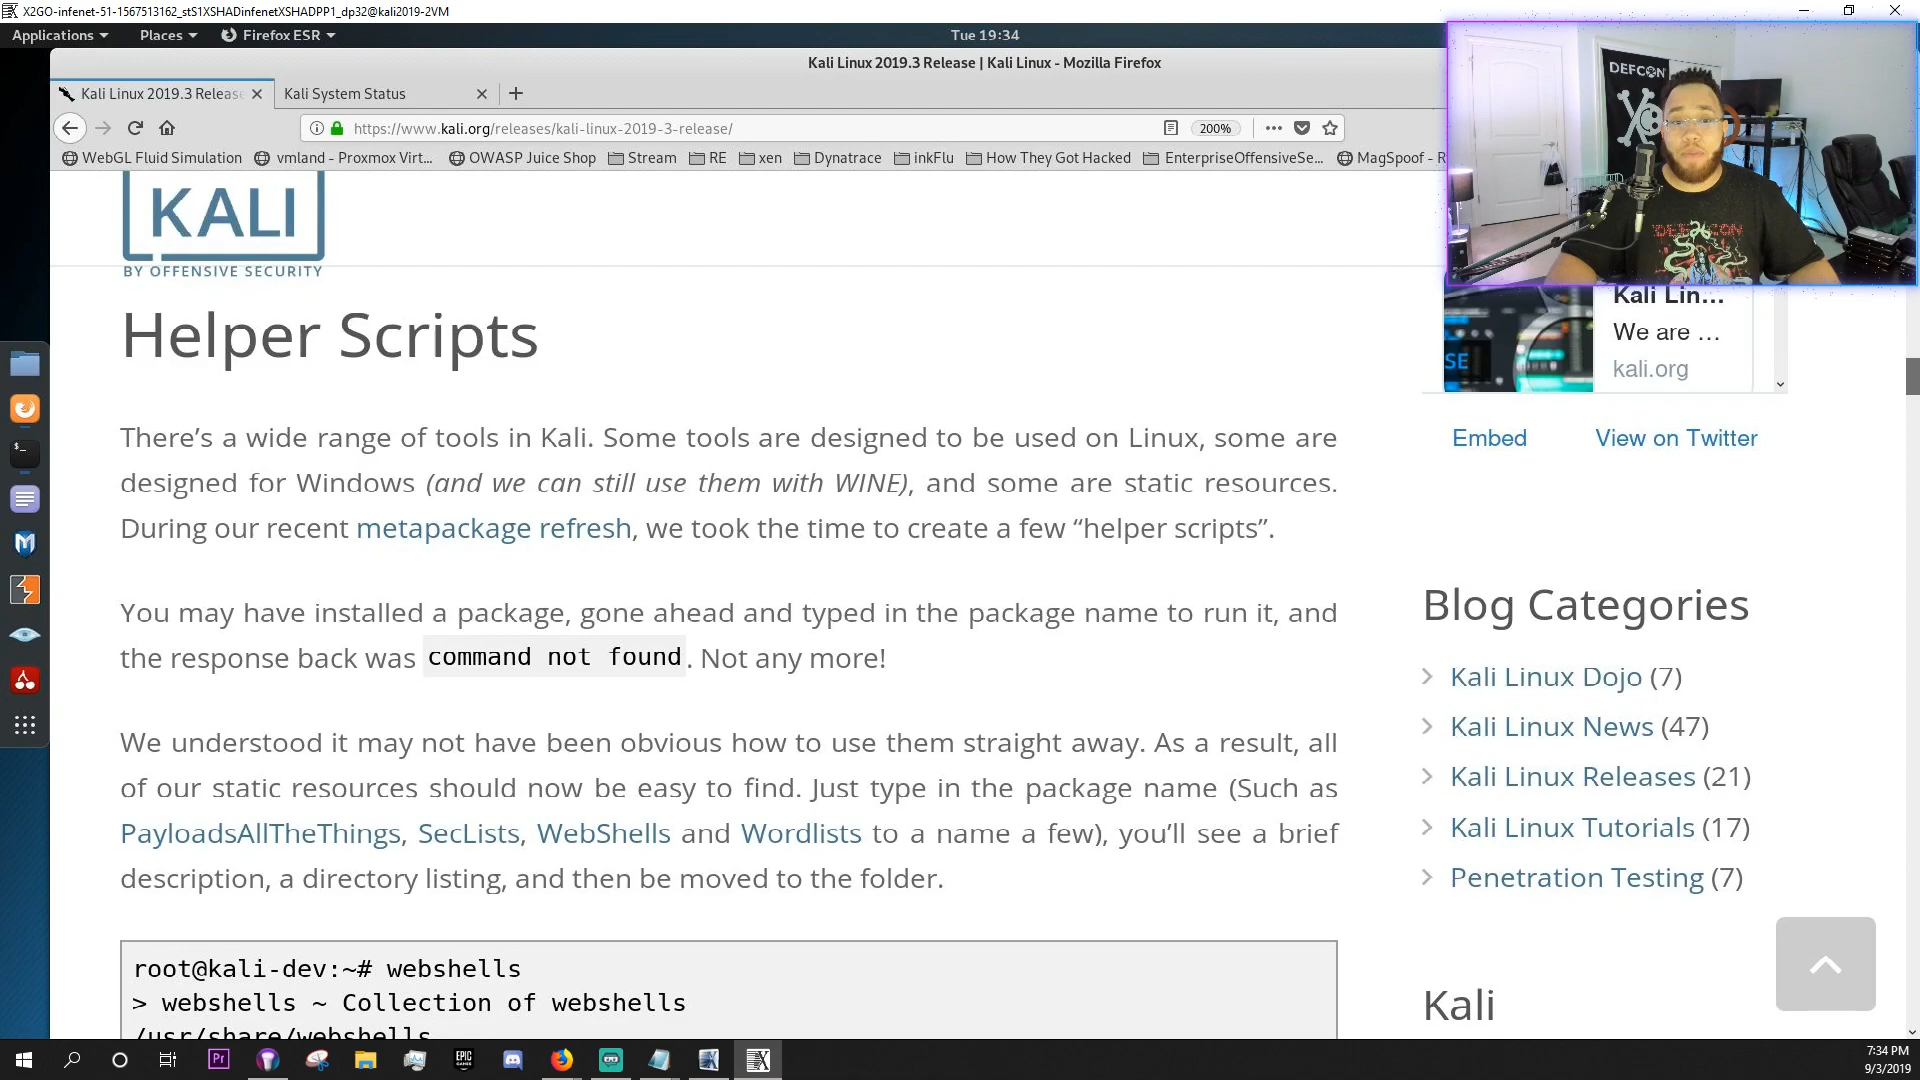 X2GO-infenet-51-1567513162_stS1XSHADinfenetXSHADPP1_dp32@kali2019-2VM
Applications
Places
Firefox ESR
Tue 19:34
Kali Linux 2019.3 Release | Kali Linux - Mozilla Firefox
Kali Linux 2019.3 Release
Kali System Status
https://www.kali.org/releases/kali-linux-2019-3-release/
200%
WebGL Fluid Simulation
vmland - Proxmox Virt...
OWASP Juice Shop
Stream
RE
xen
Dynatrace
inkFlu
How They Got Hacked
EnterpriseOffensiveSe...
MagSpoof - R
DEFCON
DEFCON
KALI
BY OFFENSIVE SECURITY
Helper Scripts
There's a wide range of tools in Kali. Some tools are designed to be used on Linux, some are
designed for Windows (and we can still use them with WINE), and some are static resources.
During our recent metapackage refresh, we took the time to create a few “helper scripts”.
You may have installed a package, gone ahead and typed in the package name to run it, and
the response back was command not found. Not any more!
We understood it may not have been obvious how to use them straight away. As a result, all
of our static resources should now be easy to find. Just type in the package name (Such as
PayloadsAllTheThings, SecLists, WebShells and Wordlists to a name a few), you'll see a brief
description, a directory listing, and then be moved to the folder.
root@kali-dev:~# webshells
> webshells ~ Collection of webshells
/usr/share/webshells
SE
Kali Lin...
We are ...
kali.org
Embed
View on Twitter
Blog Categories
Kali Linux Dojo (7)
Kali Linux News (47)
Kali Linux Releases (21)
Kali Linux Tutorials (17)
Penetration Testing (7)
Kali
Pr
EPIC
GAMES
7:34 PM
9/3/2019